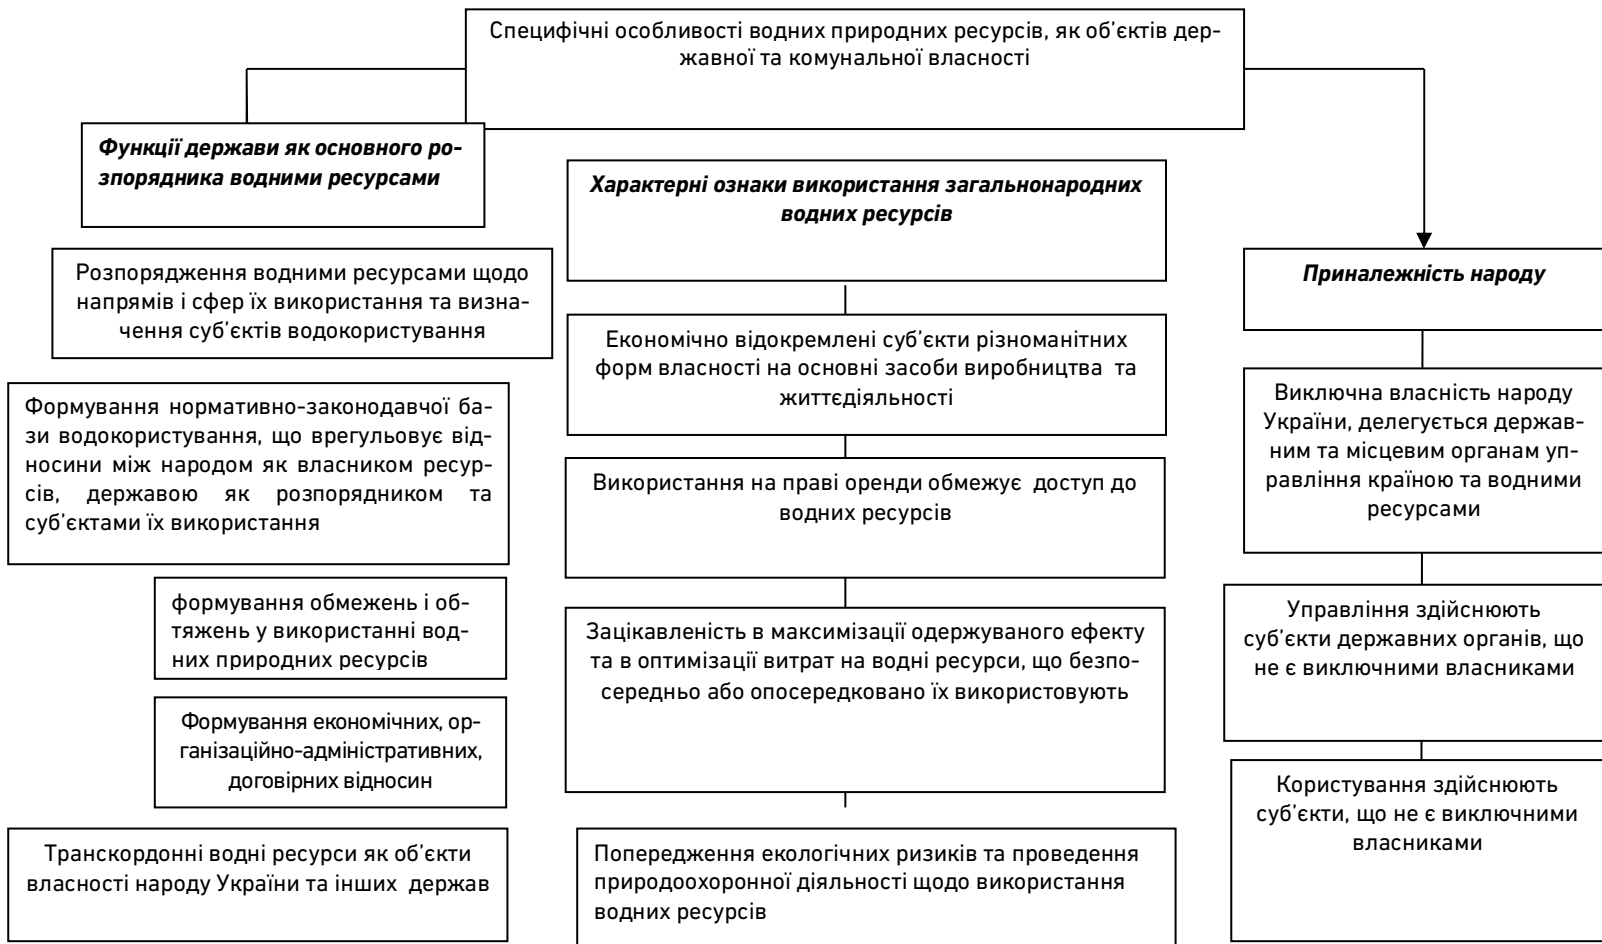 Специфічні особливості водних природних ресурсів, як об’єктів дер-
жавної та комунальної власності
Функції держави як основного ро-
зпорядника водними ресурсами
Розпорядження водними ресурсами щодо
напрямів і сфер їх використання та визна-
чення суб’єктів водокористування
Формування нормативно-законодавчої ба-
зи водокористування, що врегульовує від-
носини між народом як власником ресур-
сів, державою як розпорядником та
суб’єктами їх використання
формування обмежень і об-
тяжень у використанні вод-
них природних ресурсів
Формування економічних, ор-
ганізаційно-адміністративних,
договірних відносин
Транскордонні водні ресурси як об’єкти
власності народу України та інших держав
Характерні ознаки використання загальнонародних
водних ресурсів
Економічно відокремлені суб’єкти різноманітних
форм власності на основні засоби виробництва та
життєдіяльності
Використання на праві оренди обмежує доступ до
водних ресурсів
Зацікавленість в максимізації одержуваного ефекту
та в оптимізації витрат на водні ресурси, що безпо-
середньо або опосередковано їх використовують
Попередження екологічних ризиків та проведення
природоохоронної діяльності щодо використання
водних ресурсів
Приналежність народу
Виключна власність народу
України, делегується держав-
ним та місцевим органам уп-
равління країною та водними
ресурсами
Управління здійснюють
суб’єкти державних органів, що
не є виключними власниками
Користування здійснюють
суб’єкти, що не є виключними
власниками